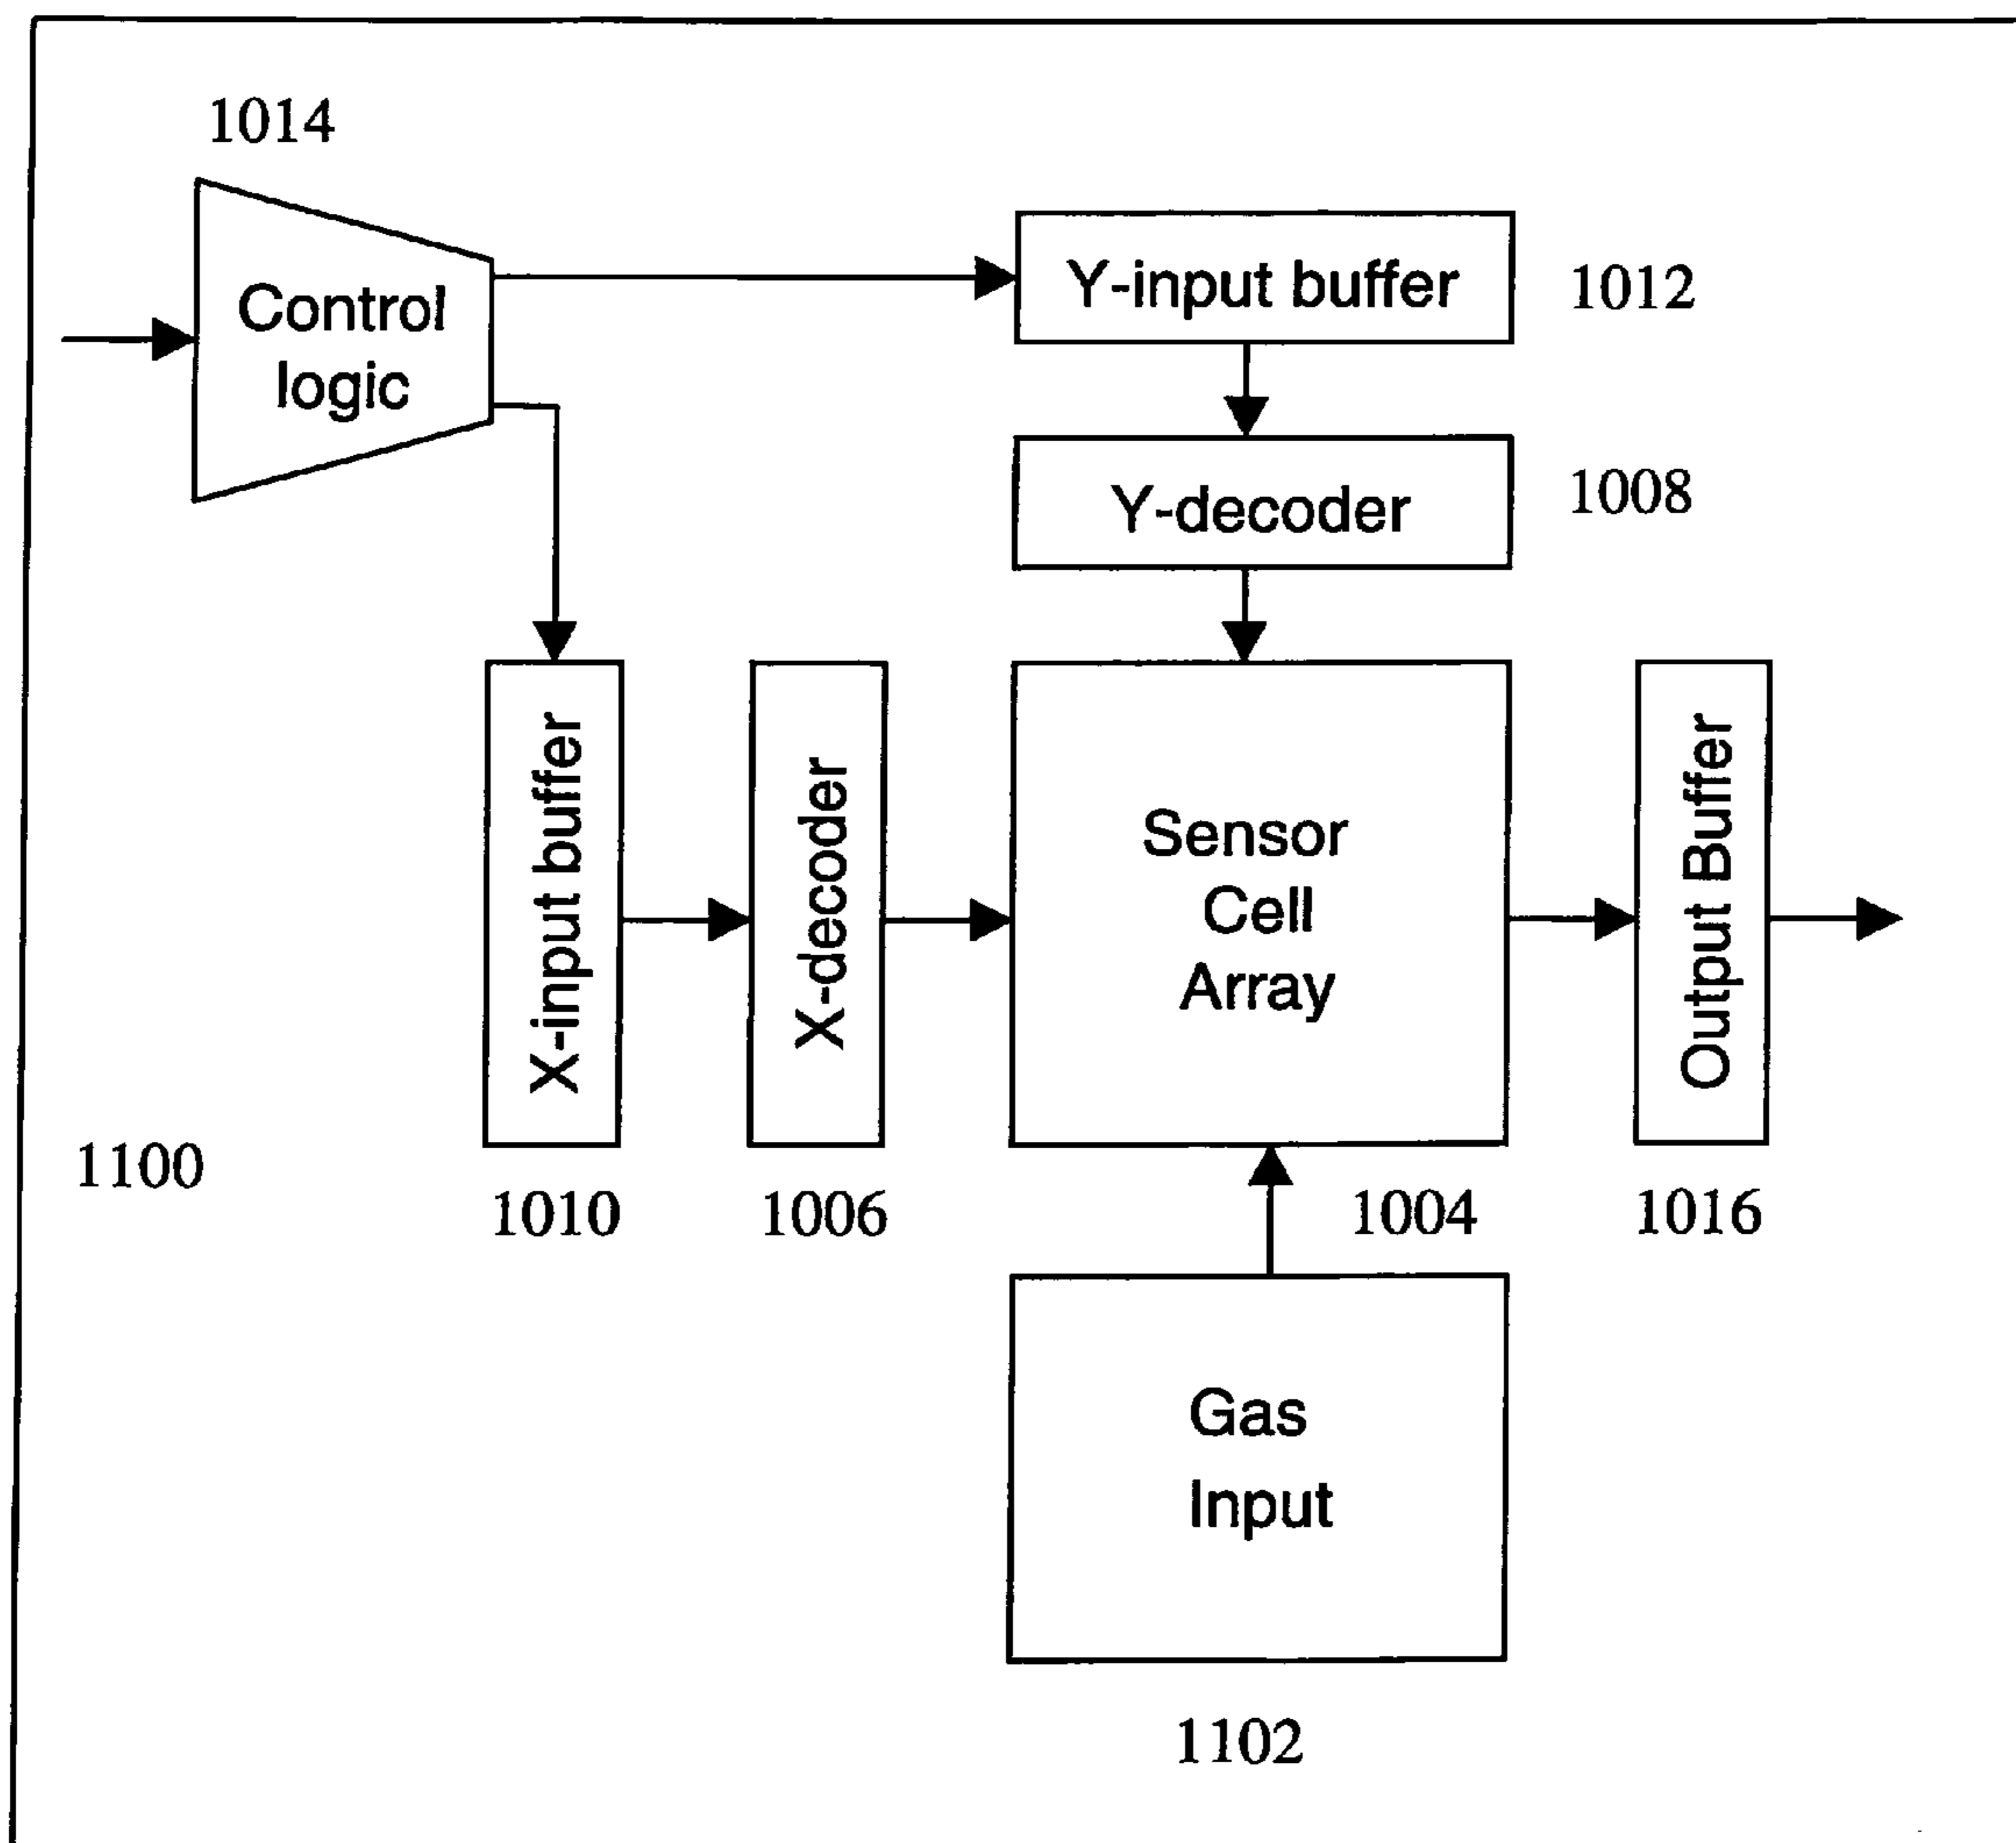 1014
Control
logic
Y-input buffer
1012
Y-decoder
1008
X-input buffer
X-decoder
Sensor
Cell
Array
Output Buffer
1100
1010
1006
1004
1016
Gas
Input
1102